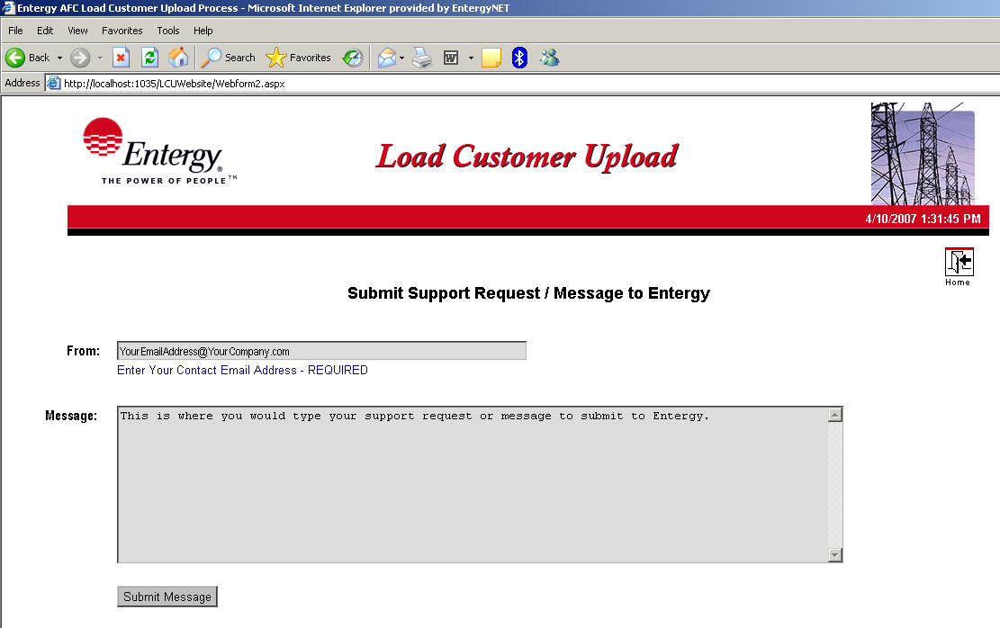 Entergy AFC Load Customer Upload Process - Microsoft Internet Explorer provided by EntergyNET
File Edit View Favorites Tools Help
Back Search Favorites
Address http://localhost:1035/LCUWebsite/Webform2.aspx
Entergy®
THE POWER OF PEOPLE™
Load Customer Upload
4/10/2007 1:31:45 PM
Home
Submit Support Request / Message to Entergy
From: YourEmailAddress@YourCompany.com
Enter Your Contact Email Address - REQUIRED
Message: This is where you would type your support request or message to submit to Entergy.
Submit Message